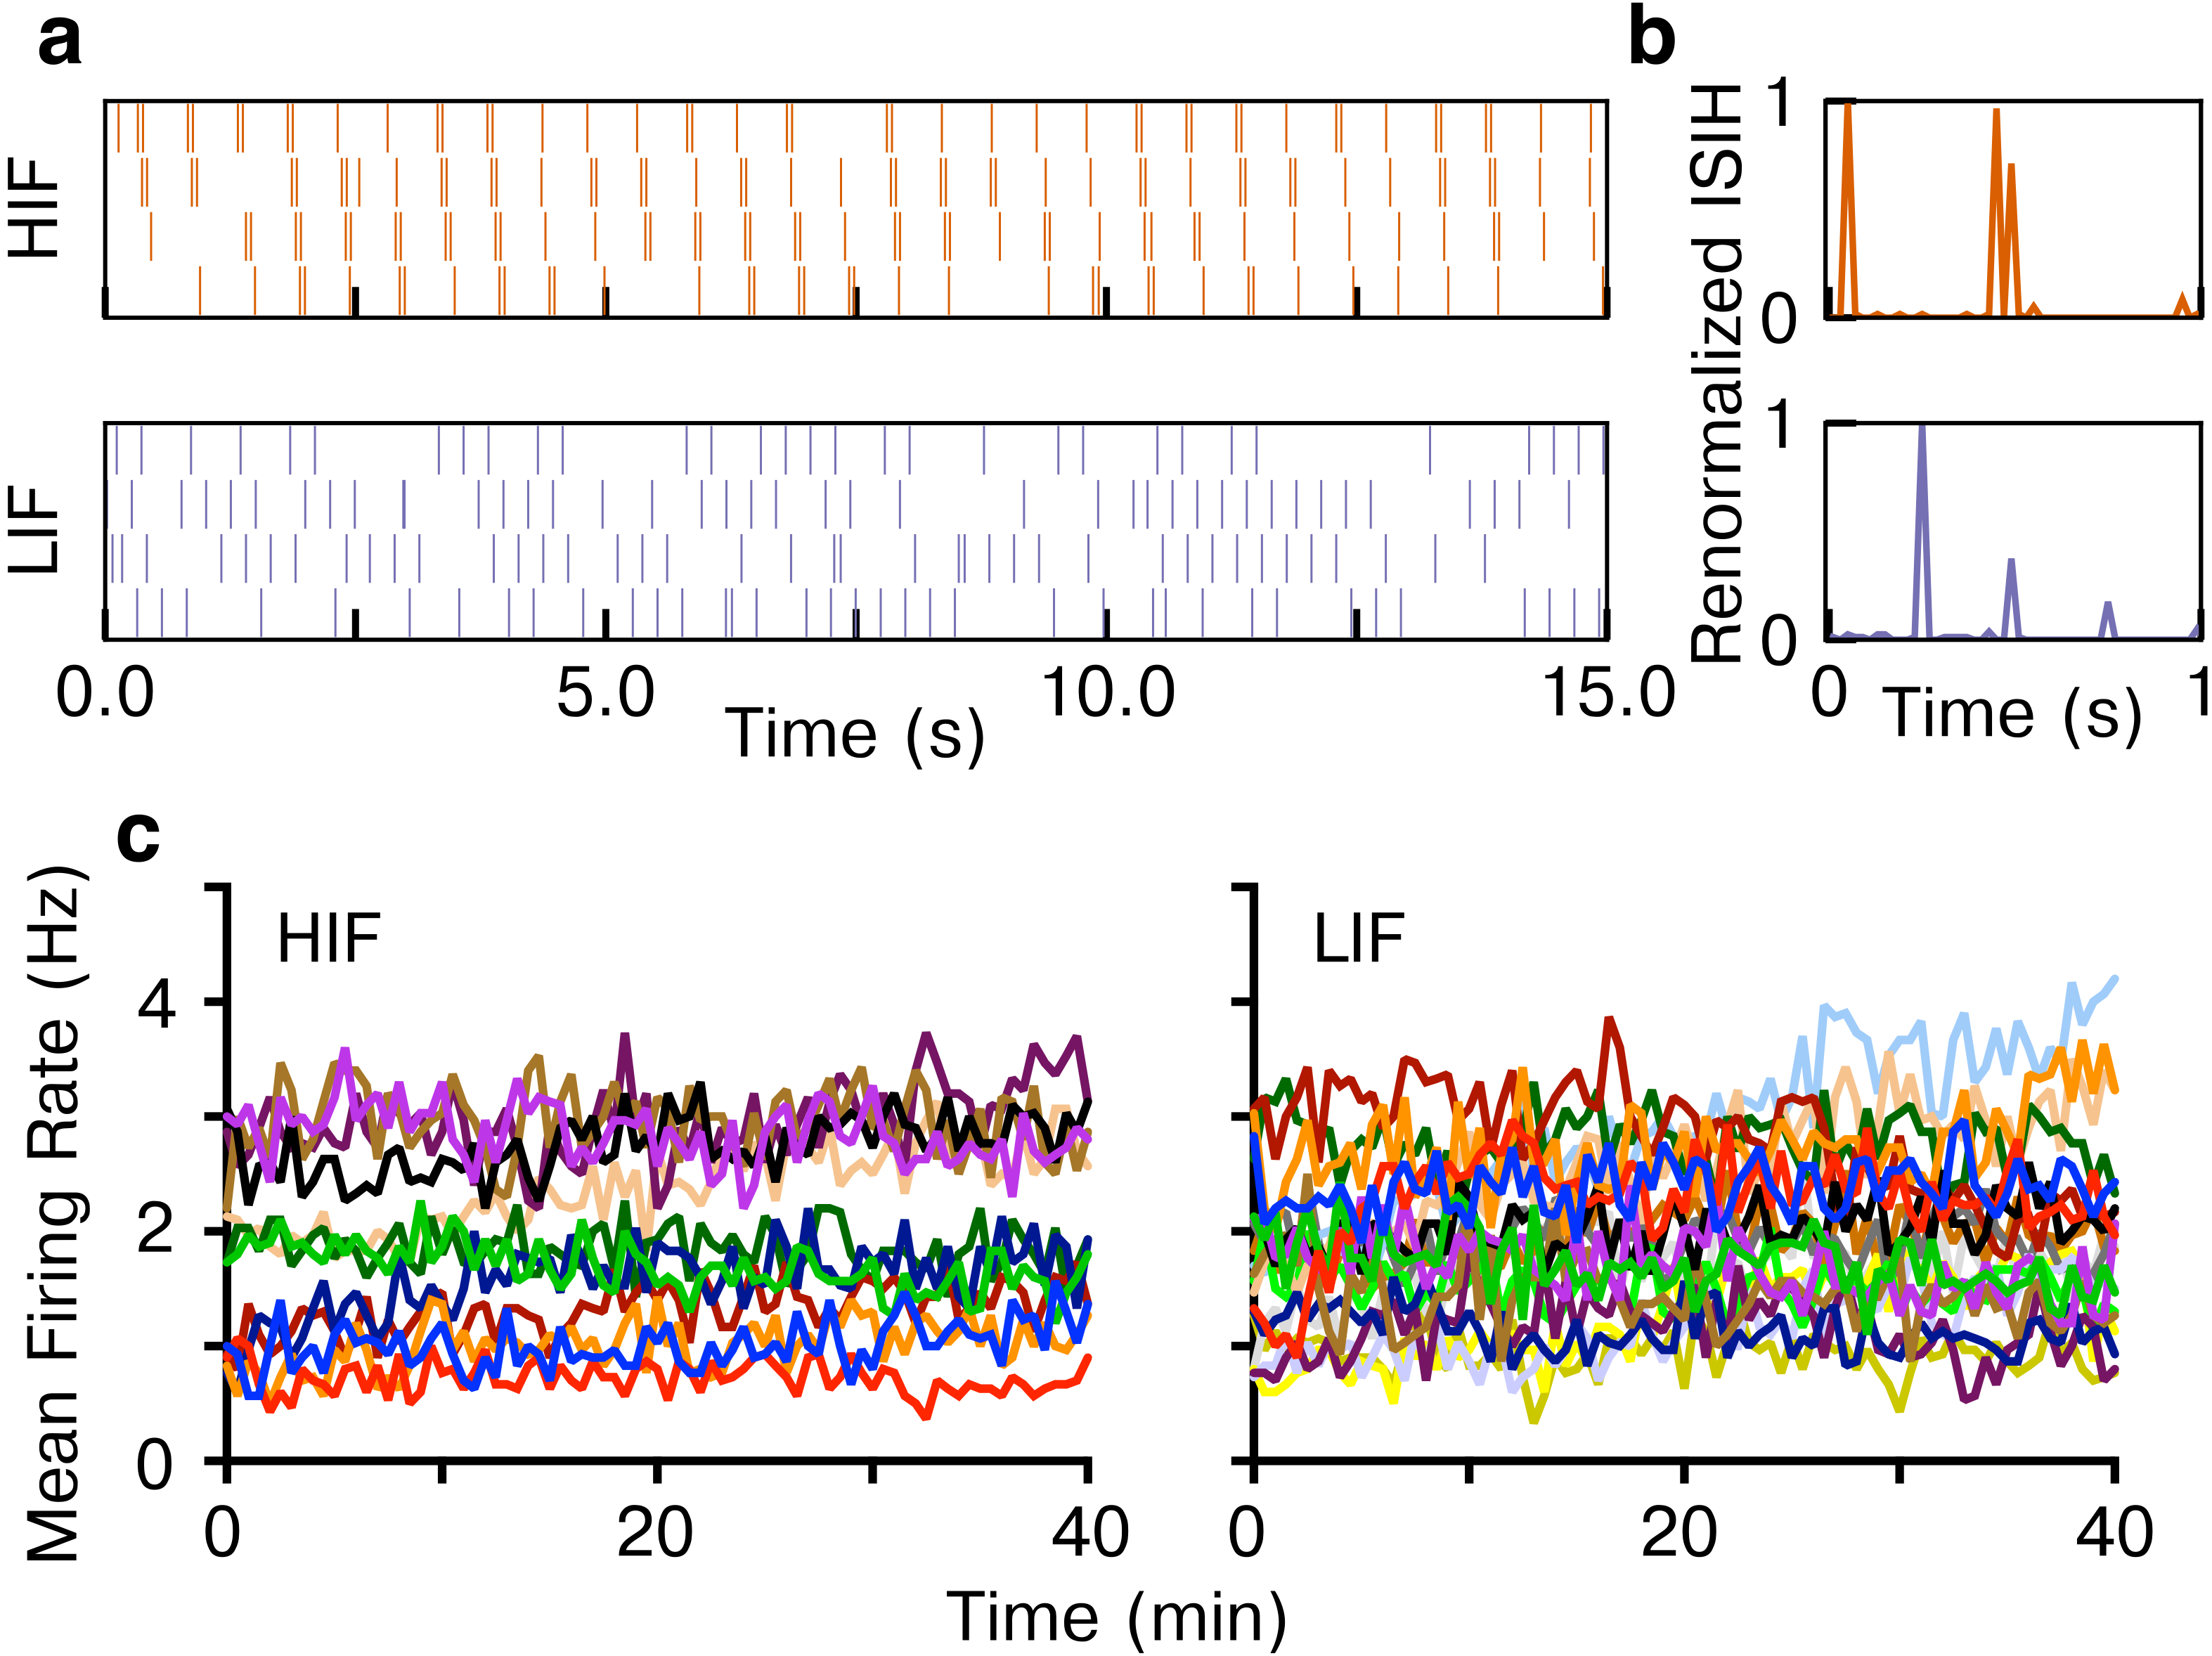 a
b
HIF
LIF
0.0
5.0
10.0
15.0
Time (s)
Renormalized ISIH
1
0
1
0
0
1
Time (s)
c
Mean Firing Rate (Hz)
HIF
LIF
4
2
0
0
20
40
0
20
40
Time (min)